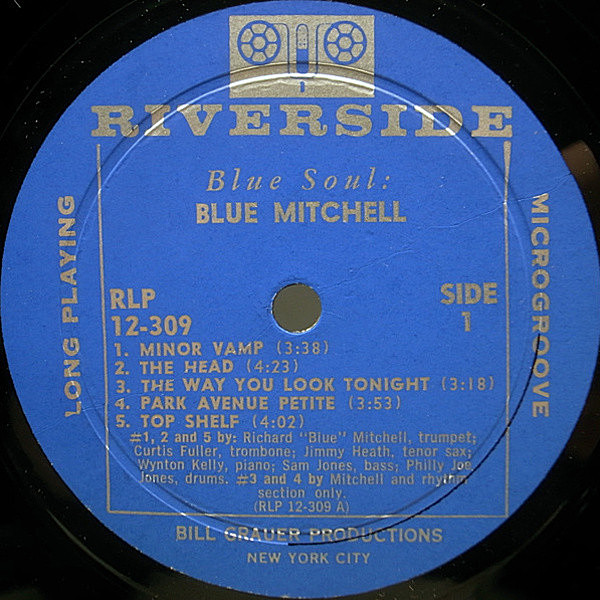 RIVERSIDE
Blue Soul:
BLUE MITCHELL
LONG PLAYING
MICROGROOVE
RLP
12-309
SIDE
1
1. MINOR VAMP (3:38)
2. THE HEAD (4:23)
3. THE WAY YOU LOOK TONIGHT (3:18)
4. PARK AVENUE PETITE (3:53)
5. TOP SHELF (4:02)
#1, 2 and 5 by: Richard "Blue" Mitchell, trumpet;
Curtis Fuller, trombone; Jimmy Heath, tenor sax;
Wynton Kelly, piano; Sam Jones, bass; Philly Joe
Jones, drums. #3 and 4 by Mitchell and rhythm
section only.
(RLP 12-309 A)
BILL GRAUER PRODUCTIONS
NEW YORK CITY